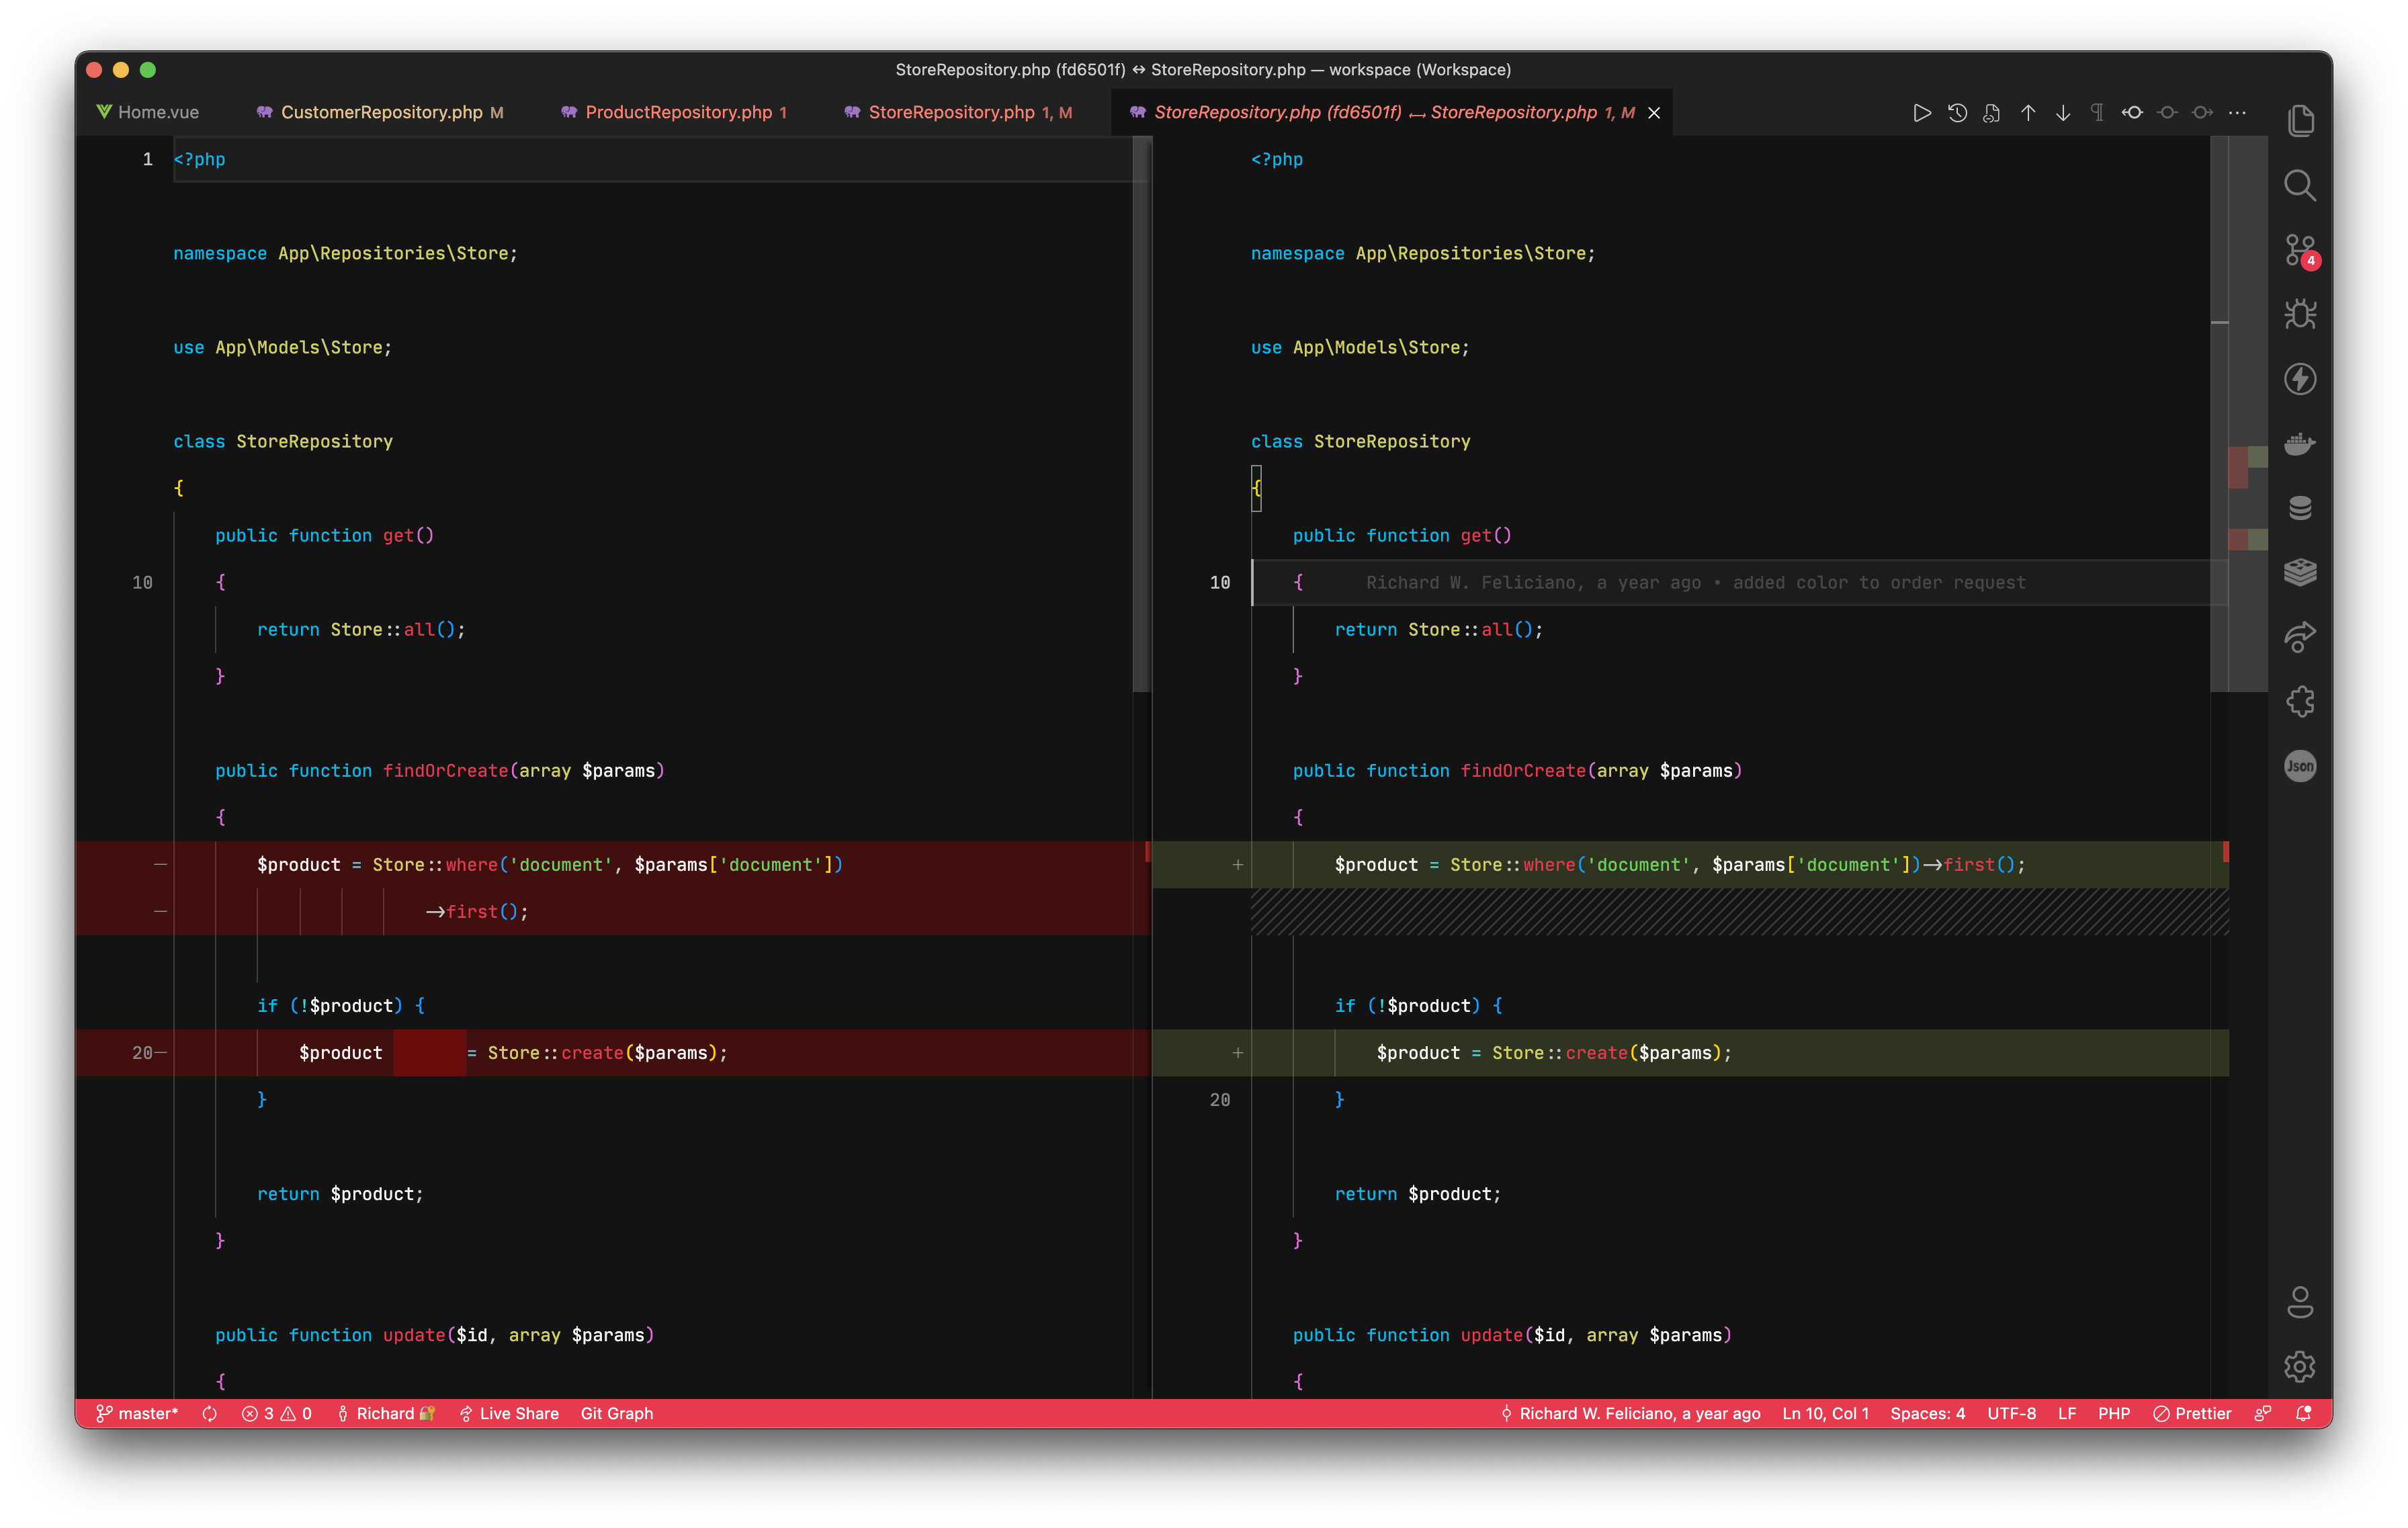 StoreRepository.php (fd6501f) ↔ StoreRepository.php — workspace (Workspace)
Home.vue CustomerRepository.php M ProductRepository.php 1 StoreRepository.php 1, M StoreRepository.php (fd6501f) ↔ StoreRepository.php 1, M
1 <?php
namespace App\Repositories\Store;
use App\Models\Store;
class StoreRepository
{
public function get()
10 {
return Store::all();
}
public function findOrCreate(array $params)
{
— $product = Store::where('document', $params['document'])
— ->first();
if (!$product) {
20— $product = Store::create($params);
}
return $product;
}
public function update($id, array $params)
{
<?php
namespace App\Repositories\Store;
use App\Models\Store;
class StoreRepository
{
public function get()
10 { Richard W. Feliciano, a year ago • added color to order request
return Store::all();
}
public function findOrCreate(array $params)
{
+ $product = Store::where('document', $params['document'])->first();
if (!$product) {
+ $product = Store::create($params);
20 }
return $product;
}
public function update($id, array $params)
{
4
Json
master* 3 0 Richard Live Share Git Graph Richard W. Feliciano, a year ago Ln 10, Col 1 Spaces: 4 UTF-8 LF PHP Prettier